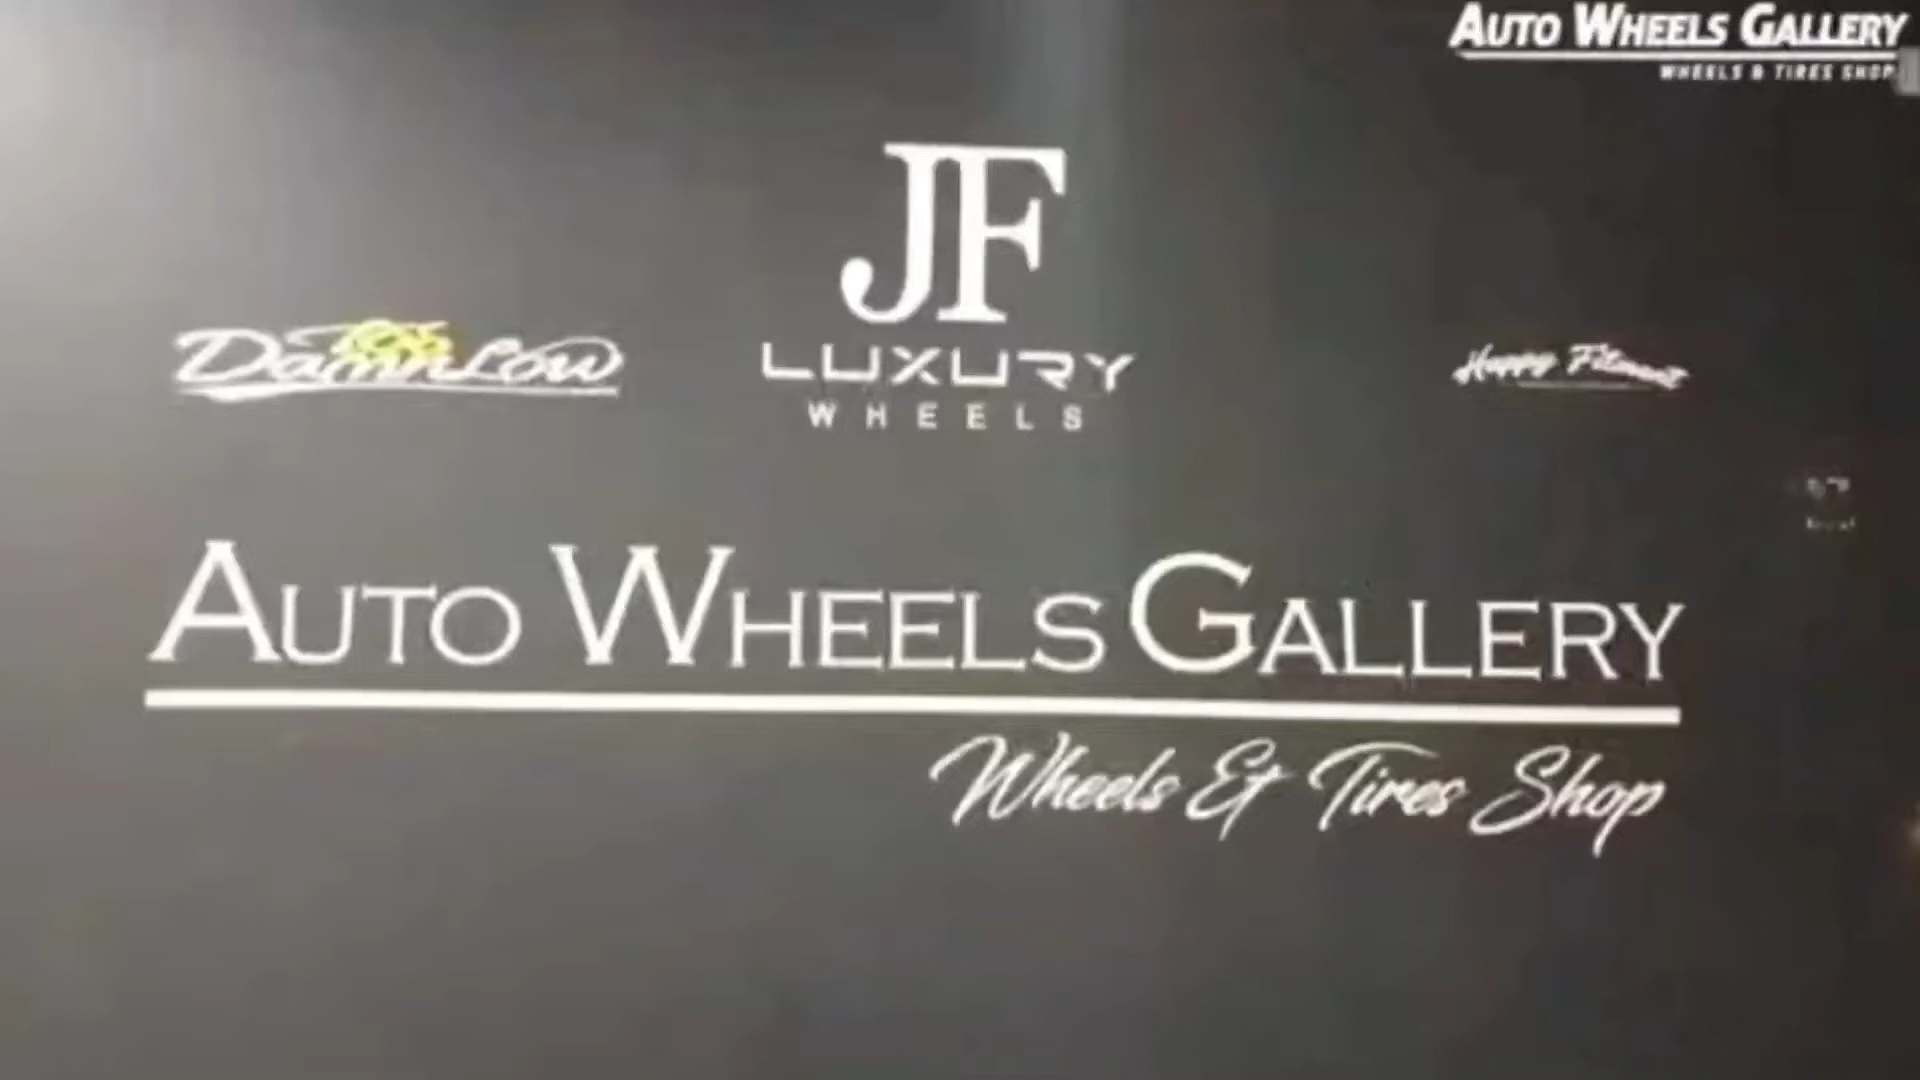 AUTO WHEELS GALLERY
WHEELS & TIRES SHOP
JF
DamnLow
LUXURY
WHEELS
Happy Fitment
AUTO WHEELS GALLERY
Wheels & Tires Shop